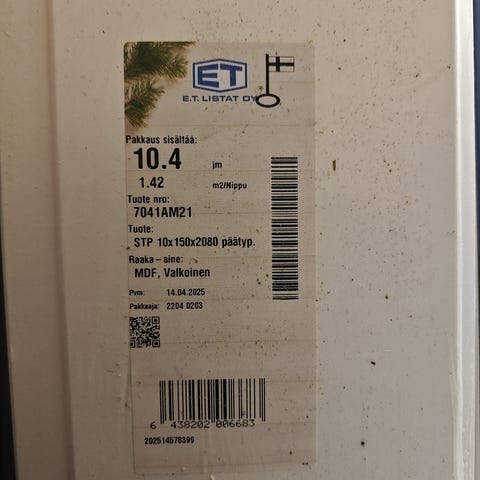 ET
E.T. LISTAT OY
Pakkaus sisältää:
10.4 jm
1.42 m2/Nippu
Tuote nro:
7041AM21
Tuote:
STP 10x150x2080 päätyp.
Raaka-aine:
MDF, Valkoinen
Pvm: 14.04.2025
Pakkaaja: 2204 0203
6 438202 006683
202514578399